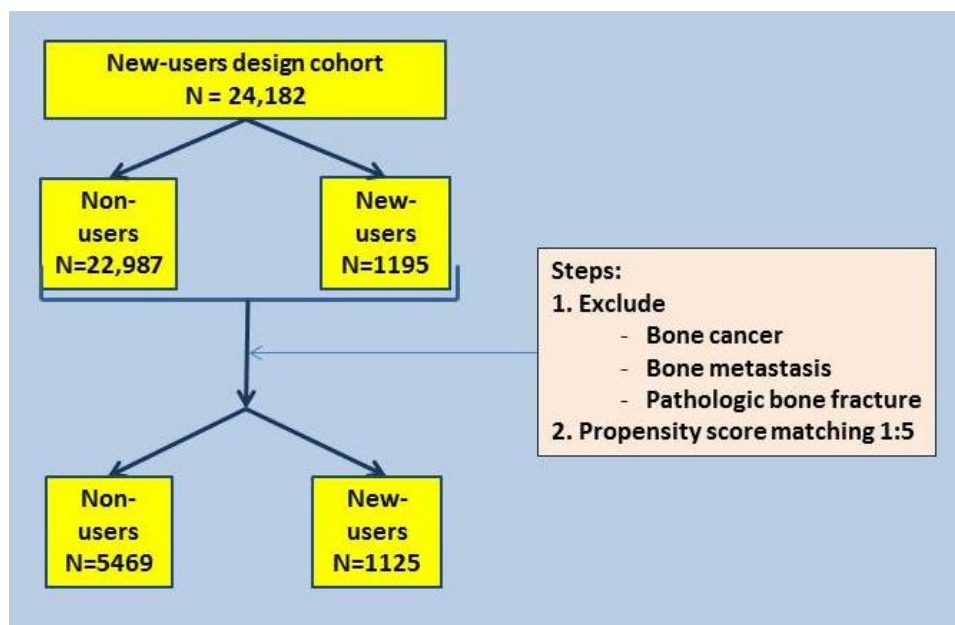 New-users design cohort
N = 24,182
Non-
users
N=22,987
New-
users
N=1195
Steps:
1. Exclude
- Bone cancer
- Bone metastasis
- Pathologic bone fracture
2. Propensity score matching 1:5
Non-
users
N=5469
New-
users
N=1125